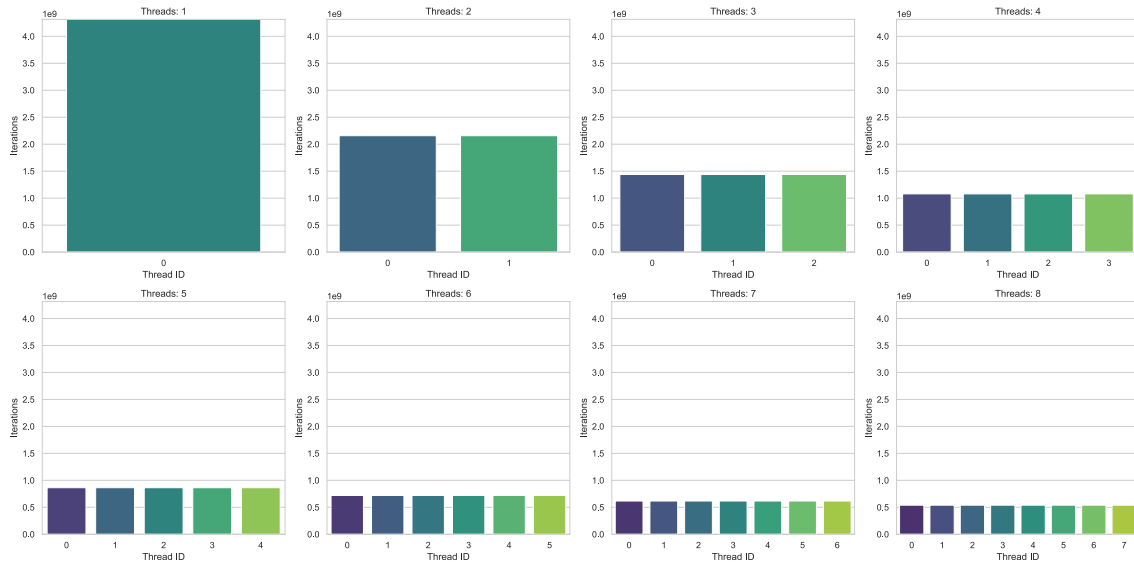 Threads: 1
1e9
4.0
3.5
3.0
2.5
2.0
1.5
1.0
0.5
0.0
Iterations
0
Thread ID
Threads: 2
1e9
4.0
3.5
3.0
2.5
2.0
1.5
1.0
0.5
0.0
Iterations
0 1
Thread ID
Threads: 3
1e9
4.0
3.5
3.0
2.5
2.0
1.5
1.0
0.5
0.0
Iterations
0 1 2
Thread ID
Threads: 4
1e9
4.0
3.5
3.0
2.5
2.0
1.5
1.0
0.5
0.0
Iterations
0 1 2 3
Thread ID
Threads: 5
1e9
4.0
3.5
3.0
2.5
2.0
1.5
1.0
0.5
0.0
Iterations
0 1 2 3 4
Thread ID
Threads: 6
1e9
4.0
3.5
3.0
2.5
2.0
1.5
1.0
0.5
0.0
Iterations
0 1 2 3 4 5
Thread ID
Threads: 7
1e9
4.0
3.5
3.0
2.5
2.0
1.5
1.0
0.5
0.0
Iterations
0 1 2 3 4 5 6
Thread ID
Threads: 8
1e9
4.0
3.5
3.0
2.5
2.0
1.5
1.0
0.5
0.0
Iterations
0 1 2 3 4 5 6 7
Thread ID